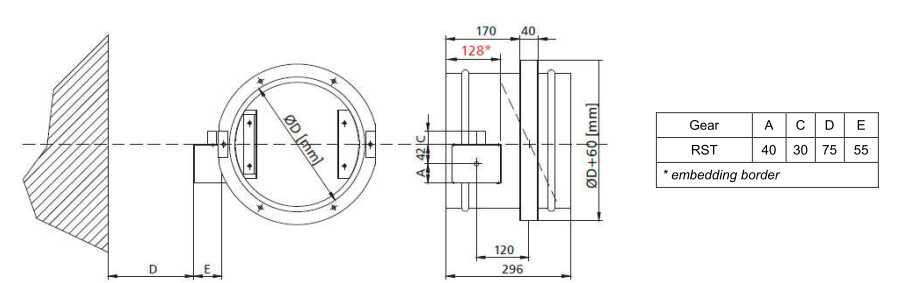 170 40
128*
ØD [mm]
A 42 C
ØD+60 [mm]
120
D E 296
Gear A C D E
RST 40 30 75 55
* embedding border